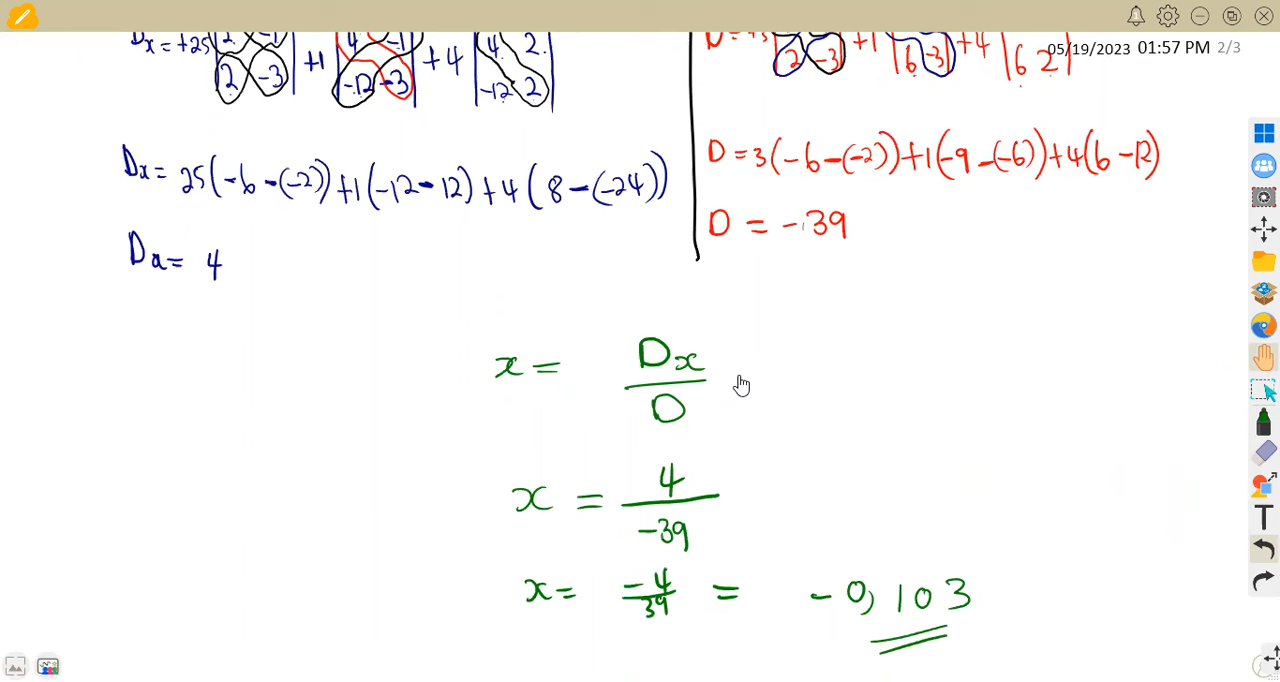 05/19/2023 01:57 PM 2/3
Dx = +25 |2 -1; 2 -3| + 1 |4 -1; -12 -3| + 4 |4 2; -12 2|
Dx = 25(-6-(-2)) + 1(-12-12) + 4(8-(-24))
Dx = 4
2 -3 +1 6 -3 +4 6 2
D = 3(-6-(-2)) + 1(-9-(-6)) + 4(6-12)
D = -39
x = Dx/D
x = 4/-39
x = -4/39 = -0,103
T